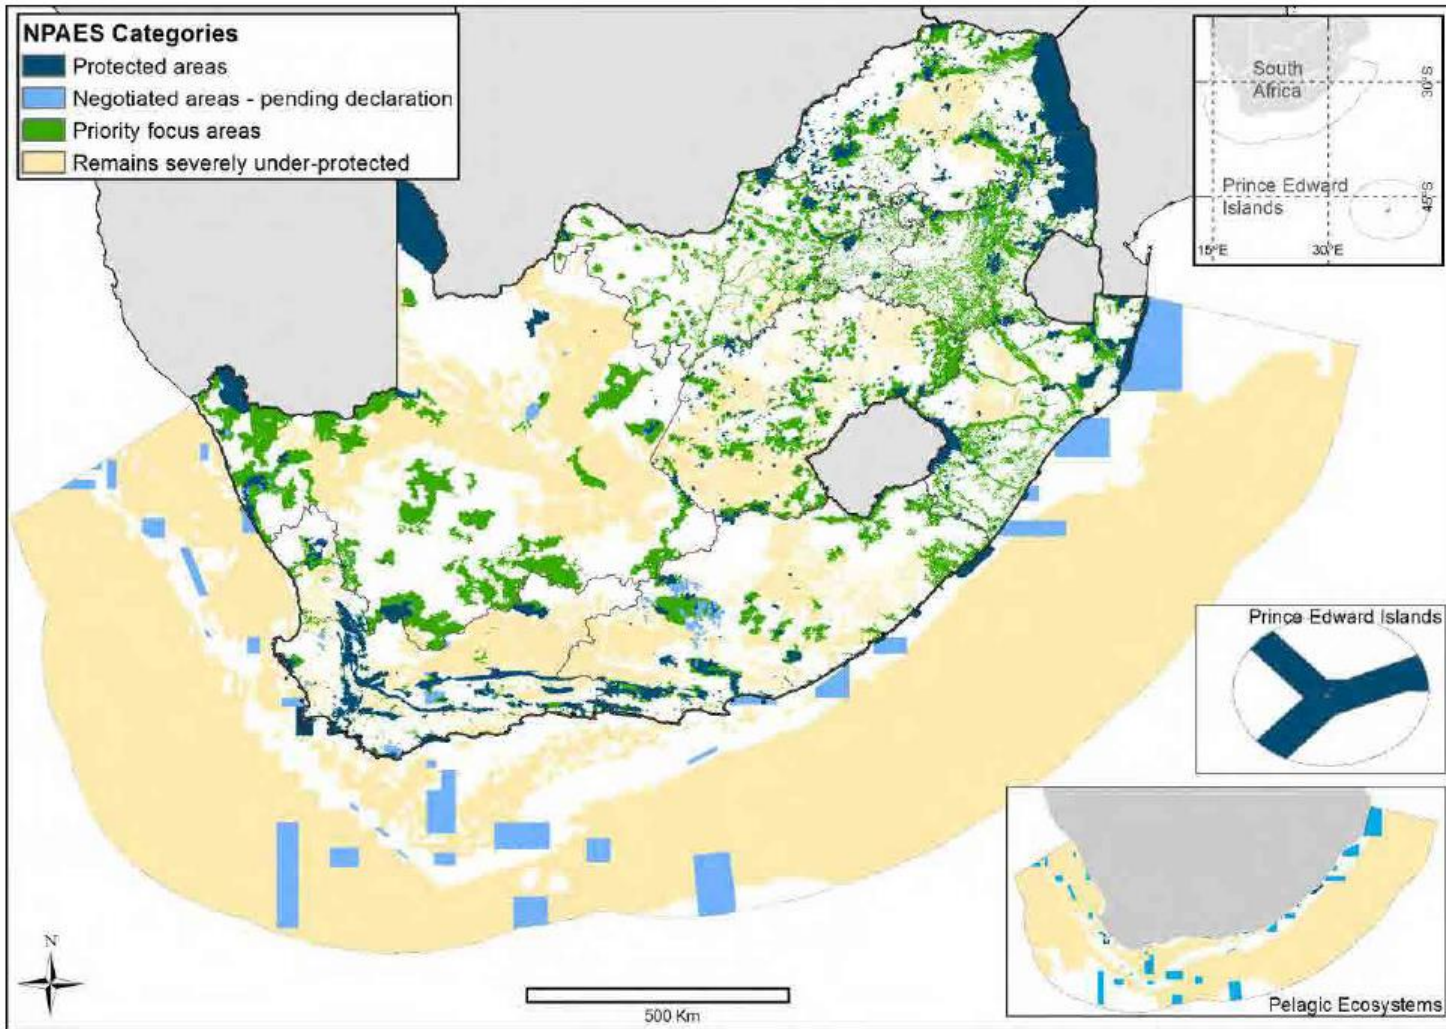 NPAES Categories
Protected areas
Negotiated areas - pending declaration
Priority focus areas
Remains severely under-protected
South
Africa
30°S
Prince Edward
Islands
45°S
15°E
30°E
Prince Edward Islands
Pelagic Ecosystems
N
500 Km